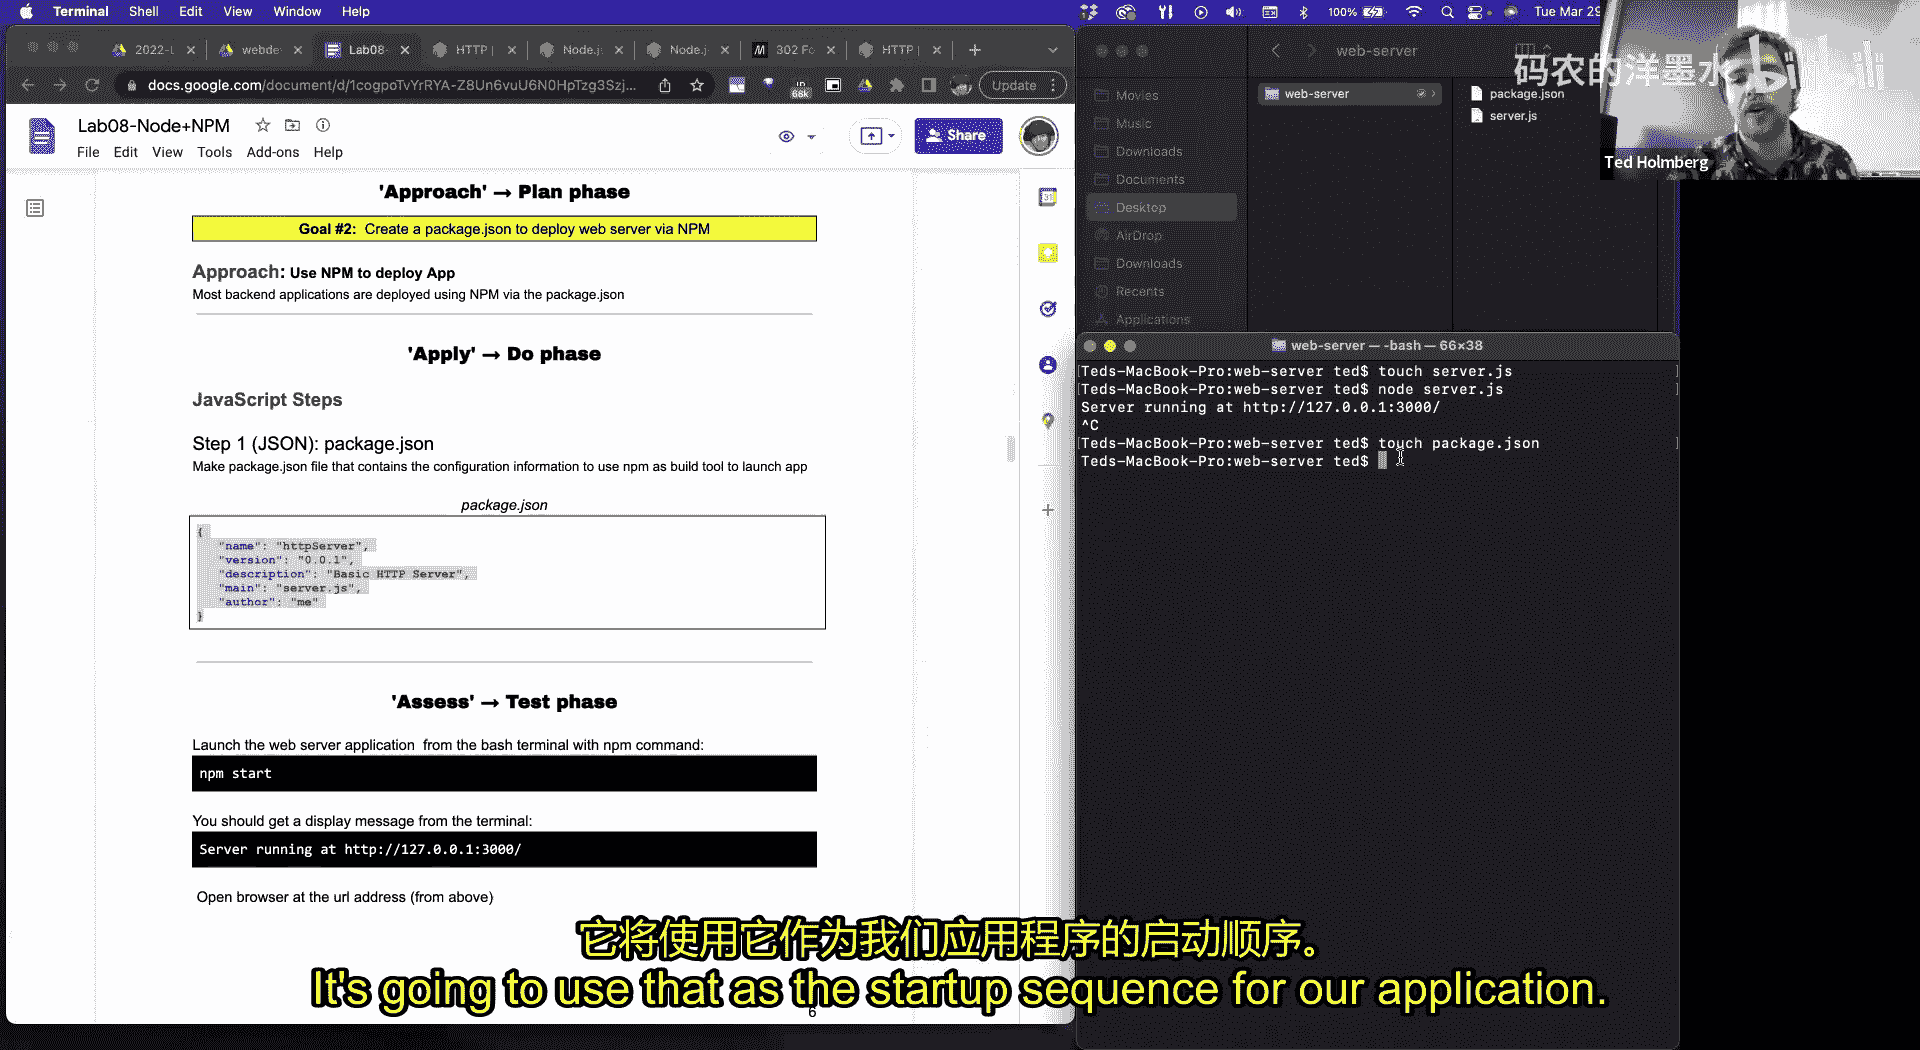 Terminal Shell Edit View Window Help
100% Tue Mar 29
Lab08- HTTP | Node.j Node.j 302 Fo HTTP |
docs.google.com/document/d/1cogpoTvYrRYA-Z8Un6vuU6N0HpTzg3Szj...
68k
Update
Lab08-Node+NPM
File Edit View Tools Add-ons Help
Share
'Approach' → Plan phase
Goal #2: Create a package.json to deploy web server via NPM
Approach: Use NPM to deploy App
Most backend applications are deployed using NPM via the package.json
'Apply' → Do phase
JavaScript Steps
Step 1 (JSON): package.json
Make package.json file that contains the configuration information to use npm as build tool to launch app
package.json
{
"name": "httpServer",
"version": "0.0.1",
"description": "Basic HTTP Server",
"main": "server.js",
"author": "me"
}
'Assess' → Test phase
Launch the web server application from the bash terminal with npm command:
npm start
You should get a display message from the terminal:
Server running at http://127.0.0.1:3000/
Open browser at the url address (from above)
6
31
web-server
Movies
Music
Downloads
Documents
Desktop
AirDrop
Downloads
Recents
Applications
web-server
package.json
server.js
码农的洋墨水
Ted Holmberg
web-server — -bash — 66×38
[Teds-MacBook-Pro:web-server ted$ touch server.js ]
[Teds-MacBook-Pro:web-server ted$ node server.js ]
Server running at http://127.0.0.1:3000/
^C
[Teds-MacBook-Pro:web-server ted$ touch package.json ]
Teds-MacBook-Pro:web-server ted$
它将使用它作为我们应用程序的启动顺序。
It's going to use that as the startup sequence for our application.